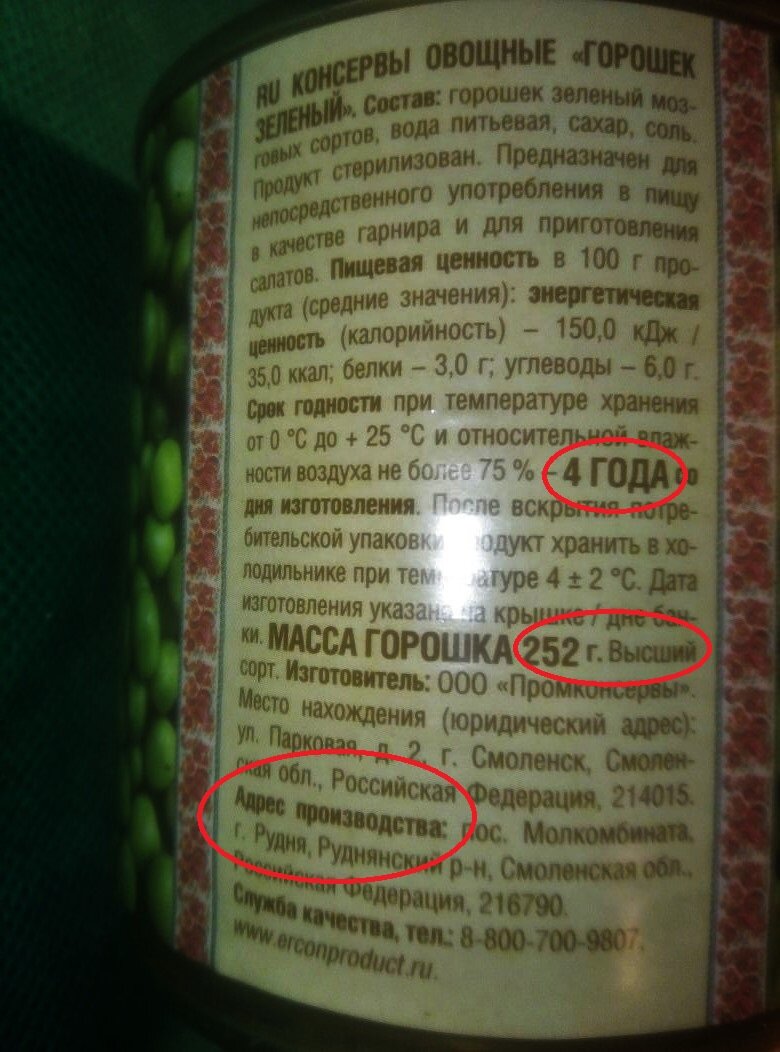 RU КОНСЕРВЫ ОВОЩНЫЕ «ГОРОШЕК
ЗЕЛЕНЫЙ». Состав: горошек зеленый моз-
говых сортов, вода питьевая, сахар, соль.
Продукт стерилизован. Предназначен для
непосредственного употребления в пищу
в качестве гарнира и для приготовления
салатов. Пищевая ценность в 100 г про-
дукта (средние значения): энергетическая
ценность (калорийность) – 150,0 кДж /
35,0 ккал; белки – 3,0 г; углеводы – 6,0 г.
Срок годности при температуре хранения
от 0 °С до + 25 °С и относительной влаж-
ности воздуха не более 75 % – 4 ГОДА со
дня изготовления. После вскрытия потре-
бительской упаковки продукт хранить в хо-
лодильнике при температуре 4 ± 2 °С. Дата
изготовления указана на крышке / дне бан-
ки. МАССА ГОРОШКА 252 г. Высший
сорт. Изготовитель: ООО «Промконсервы».
Место нахождения (юридический адрес):
ул. Парковая, д. 2, г. Смоленск, Смолен-
ская обл., Российская Федерация, 214015.
Адрес производства: пос. Молкомбината,
г. Рудня, Руднянский р-н, Смоленская обл.,
Российская Федерация, 216790.
Служба качества, тел.: 8-800-700-9807,
www.erconproduct.ru.